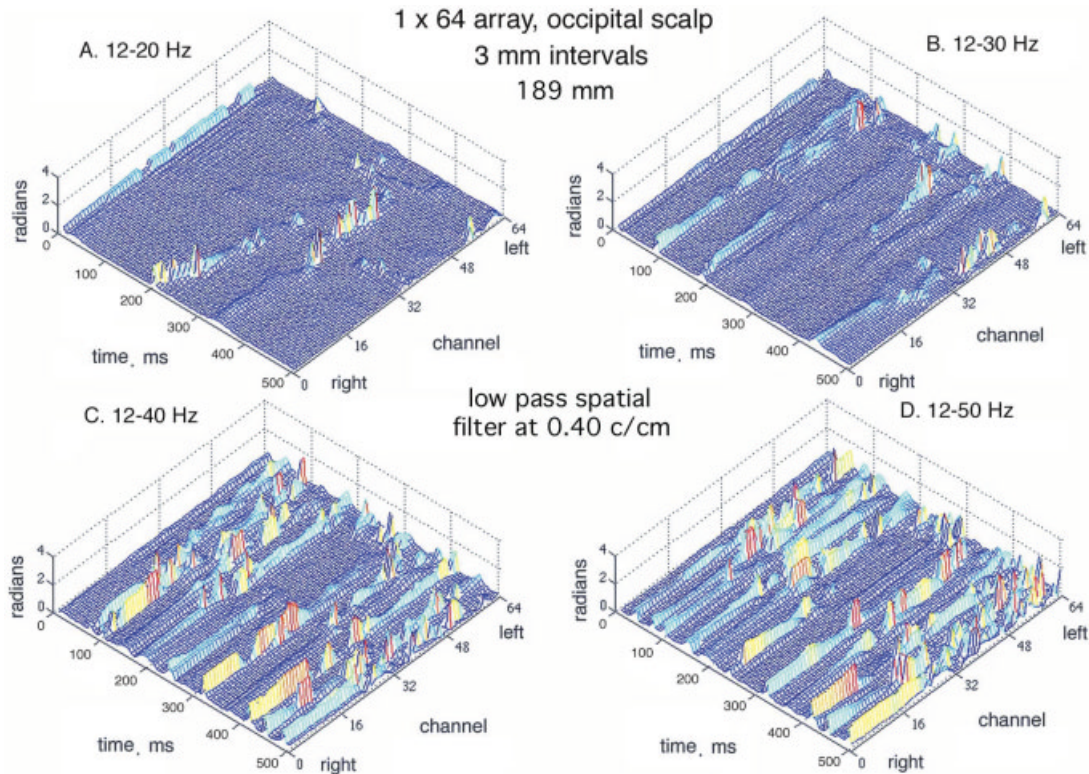 1 x 64 array, occipital scalp
3 mm intervals
189 mm
A. 12-20 Hz
4
2
0
radians
0
100
200
300
400
500
time, ms
0
16
32
48
64
right
left
channel
B. 12-30 Hz
4
2
0
radians
0
100
200
300
400
500
time, ms
0
16
32
48
64
right
left
channel
low pass spatial
filter at 0.40 c/cm
C. 12-40 Hz
4
2
0
radians
0
100
200
300
400
500
time, ms
0
16
32
48
64
right
left
channel
D. 12-50 Hz
4
2
0
radians
0
100
200
300
400
500
time, ms
0
16
32
48
64
right
left
channel